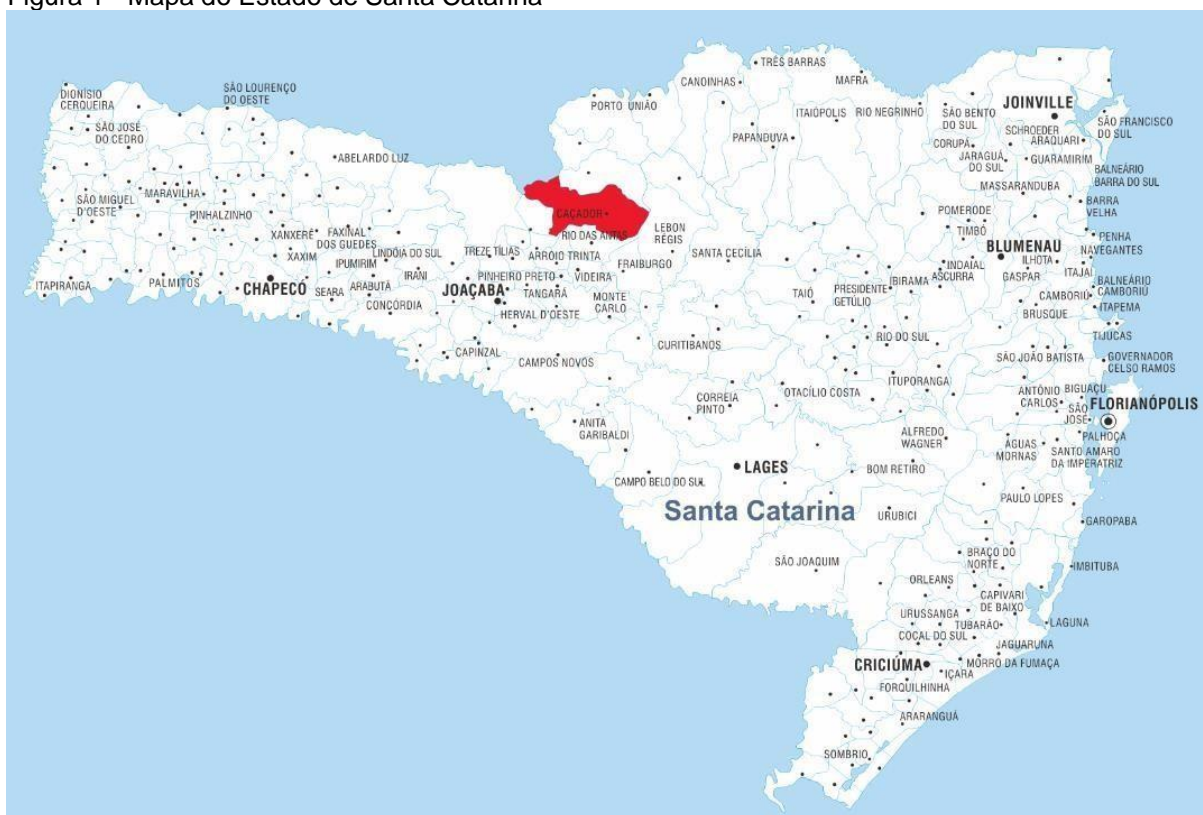 Figura 1 - Mapa do Estado de Santa Catarina
TRÊS BARRAS
CANOINHAS
MAFRA
DIONÍSIO
CERQUEIRA
SÃO LOURENÇO
DO OESTE
PORTO UNIÃO
ITAIÓPOLIS
RIO NEGRINHO
SÃO BENTO
DO SUL
JOINVILLE
SÃO FRANCISCO
DO SUL
SÃO JOSÉ
DO CEDRO
PAPANDUVA
SCHROEDER
ARAQUARI
CORUPÁ
JARAGUÁ
DO SUL
GUARAMIRIM
ABELARDO LUZ
BALNEÁRIO
BARRA DO SUL
MASSARANDUBA
SÃO MIGUEL
D'OESTE
MARAVILHA
BARRA
VELHA
PINHALZINHO
CAÇADOR
POMERODE
TIMBÓ
XANXERÊ
FAXINAL
DOS GUEDES
RIO DAS ANTAS
LEBON
RÉGIS
PENHA
NAVEGANTES
BLUMENAU
XAXIM
LINDÓIA DO SUL
TREZE TÍLIAS
ARROIO TRINTA
SANTA CECÍLIA
ILHOTA
IPUMIRIM
FRAIBURGO
INDAIAL
ASCURRA
GASPAR
ITAJAÍ
ITAPIRANGA
PALMITOS
CHAPECÓ
SEARA
ARABUTÃ
IRANI
PINHEIRO PRETO
VIDEIRA
IBIRAMA
BALNEÁRIO
CAMBORIÚ
JOAÇABA
TANGARÁ
MONTE
CARLO
TAIÓ
PRESIDENTE
GETÚLIO
CAMBORIÚ
BRUSQUE
ITAPEMA
CONCÓRDIA
HERVAL D'OESTE
TIJUCAS
RIO DO SUL
CURITIBANOS
CAPINZAL
CAMPOS NOVOS
SÃO JOÃO BATISTA
GOVERNADOR
CELSO RAMOS
ITUPORANGA
OTACÍLIO COSTA
ANTÔNIO
CARLOS
BIGUAÇU
CORREIA
PINTO
SÃO
JOSÉ
FLORIANÓPOLIS
ANITA
GARIBALDI
ALFREDO
WAGNER
PALHOÇA
ÁGUAS
MORNAS
SANTO AMARO
DA IMPERATRIZ
LAGES
BOM RETIRO
CAMPO BELO DO SUL
PAULO LOPES
Santa Catarina
URUBICI
GAROPABA
BRAÇO DO
NORTE
SÃO JOAQUIM
IMBITUBA
ORLEANS
CAPIVARI
DE BAIXO
URUSSANGA
TUBARÃO
LAGUNA
COCAL DO SUL
JAGUARUNA
CRICIÚMA
MORRO DA FUMAÇA
IÇARA
FORQUILHINHA
ARARANGUÁ
SOMBRIO